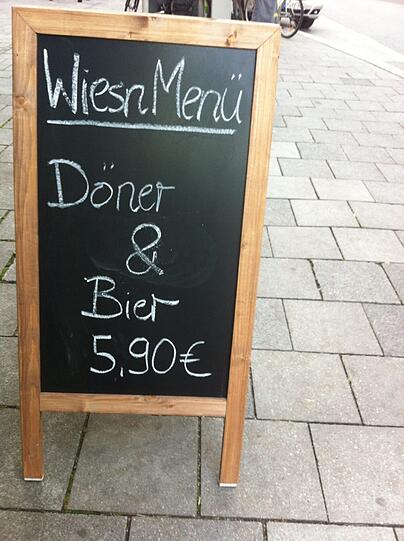 Wiesn Menü
Döner
&
Bier
5,90€